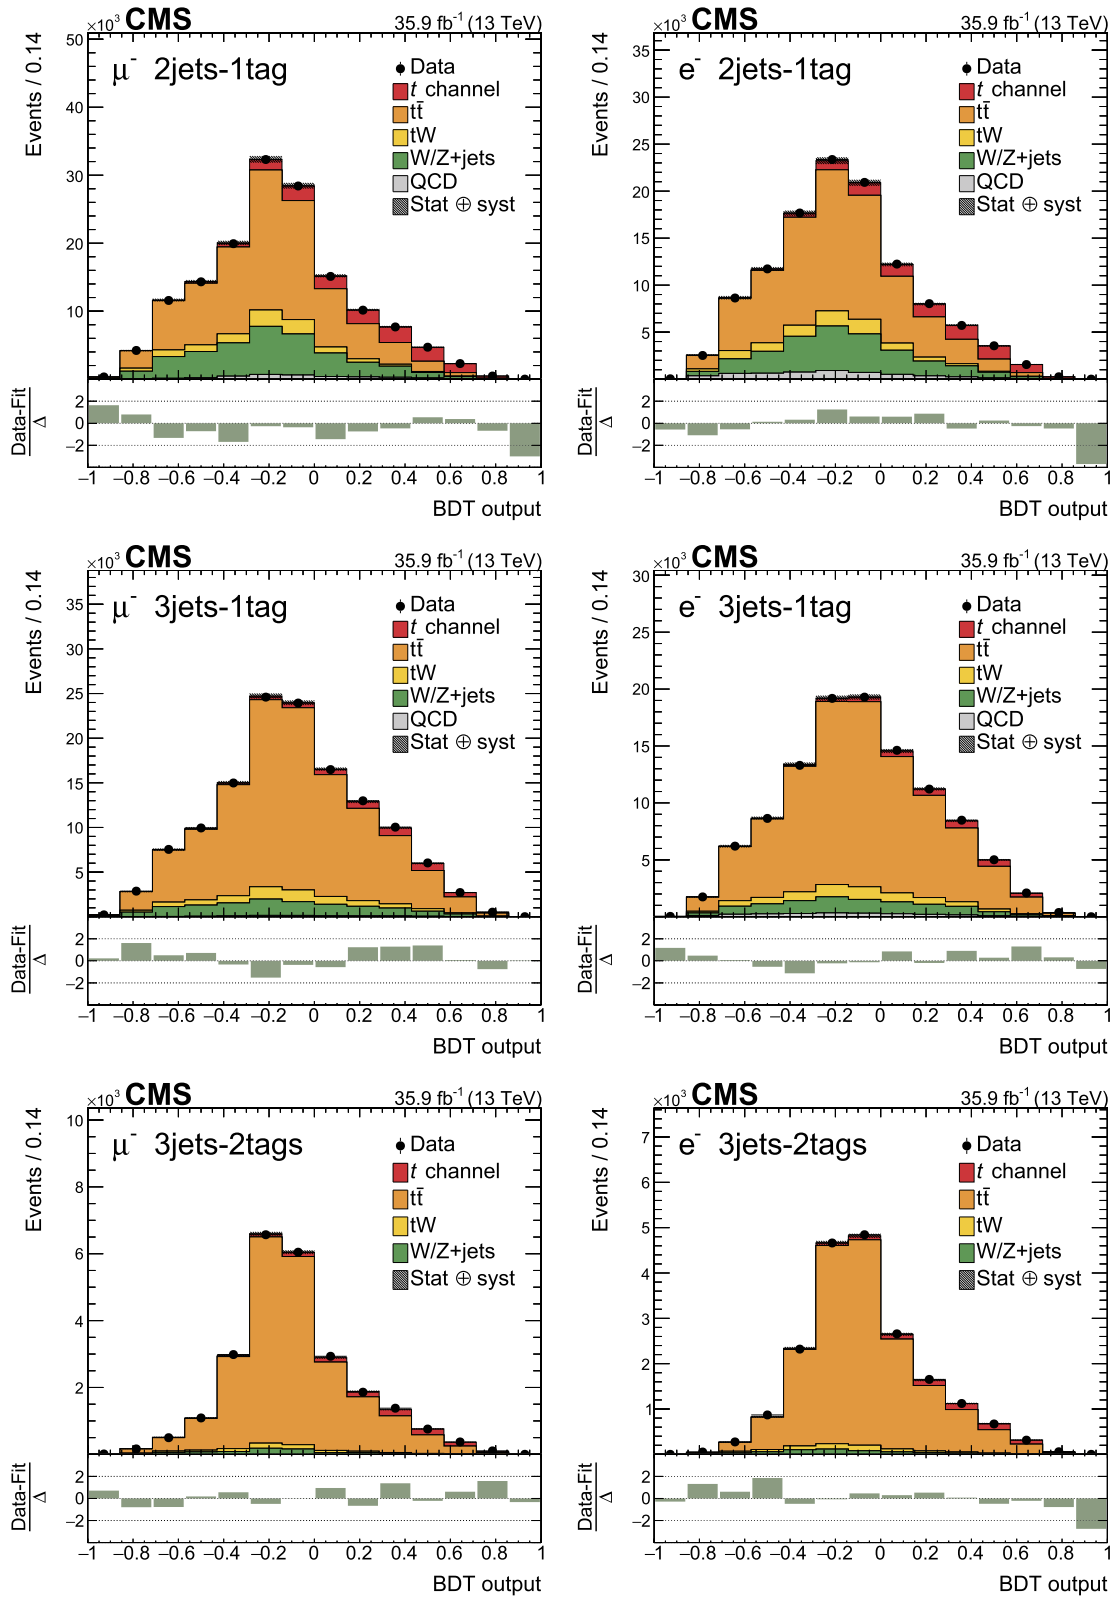 ×10³ CMS 35.9 fb⁻¹ (13 TeV)
Events / 0.14
μ⁻ 2jets-1tag
50
40
30
20
10
Data
t channel
tt̄
tW
W/Z+jets
QCD
Stat ⊕ syst
Data-Fit
Δ
2
0
−2
−1 −0.8 −0.6 −0.4 −0.2 0 0.2 0.4 0.6 0.8 1
BDT output
×10³ CMS 35.9 fb⁻¹ (13 TeV)
Events / 0.14
e⁻ 2jets-1tag
35
30
25
20
15
10
5
Data
t channel
tt̄
tW
W/Z+jets
QCD
Stat ⊕ syst
Data-Fit
Δ
2
0
−2
−1 −0.8 −0.6 −0.4 −0.2 0 0.2 0.4 0.6 0.8 1
BDT output
×10³ CMS 35.9 fb⁻¹ (13 TeV)
Events / 0.14
μ⁻ 3jets-1tag
35
30
25
20
15
10
5
Data
t channel
tt̄
tW
W/Z+jets
QCD
Stat ⊕ syst
Data-Fit
Δ
2
0
−2
−1 −0.8 −0.6 −0.4 −0.2 0 0.2 0.4 0.6 0.8 1
BDT output
×10³ CMS 35.9 fb⁻¹ (13 TeV)
Events / 0.14
e⁻ 3jets-1tag
30
25
20
15
10
5
Data
t channel
tt̄
tW
W/Z+jets
QCD
Stat ⊕ syst
Data-Fit
Δ
2
0
−2
−1 −0.8 −0.6 −0.4 −0.2 0 0.2 0.4 0.6 0.8 1
BDT output
×10³ CMS 35.9 fb⁻¹ (13 TeV)
Events / 0.14
μ⁻ 3jets-2tags
10
8
6
4
2
Data
t channel
tt̄
tW
W/Z+jets
Stat ⊕ syst
Data-Fit
Δ
2
0
−2
−1 −0.8 −0.6 −0.4 −0.2 0 0.2 0.4 0.6 0.8 1
BDT output
×10³ CMS 35.9 fb⁻¹ (13 TeV)
Events / 0.14
e⁻ 3jets-2tags
7
6
5
4
3
2
1
Data
t channel
tt̄
tW
W/Z+jets
Stat ⊕ syst
Data-Fit
Δ
2
0
−2
−1 −0.8 −0.6 −0.4 −0.2 0 0.2 0.4 0.6 0.8 1
BDT output